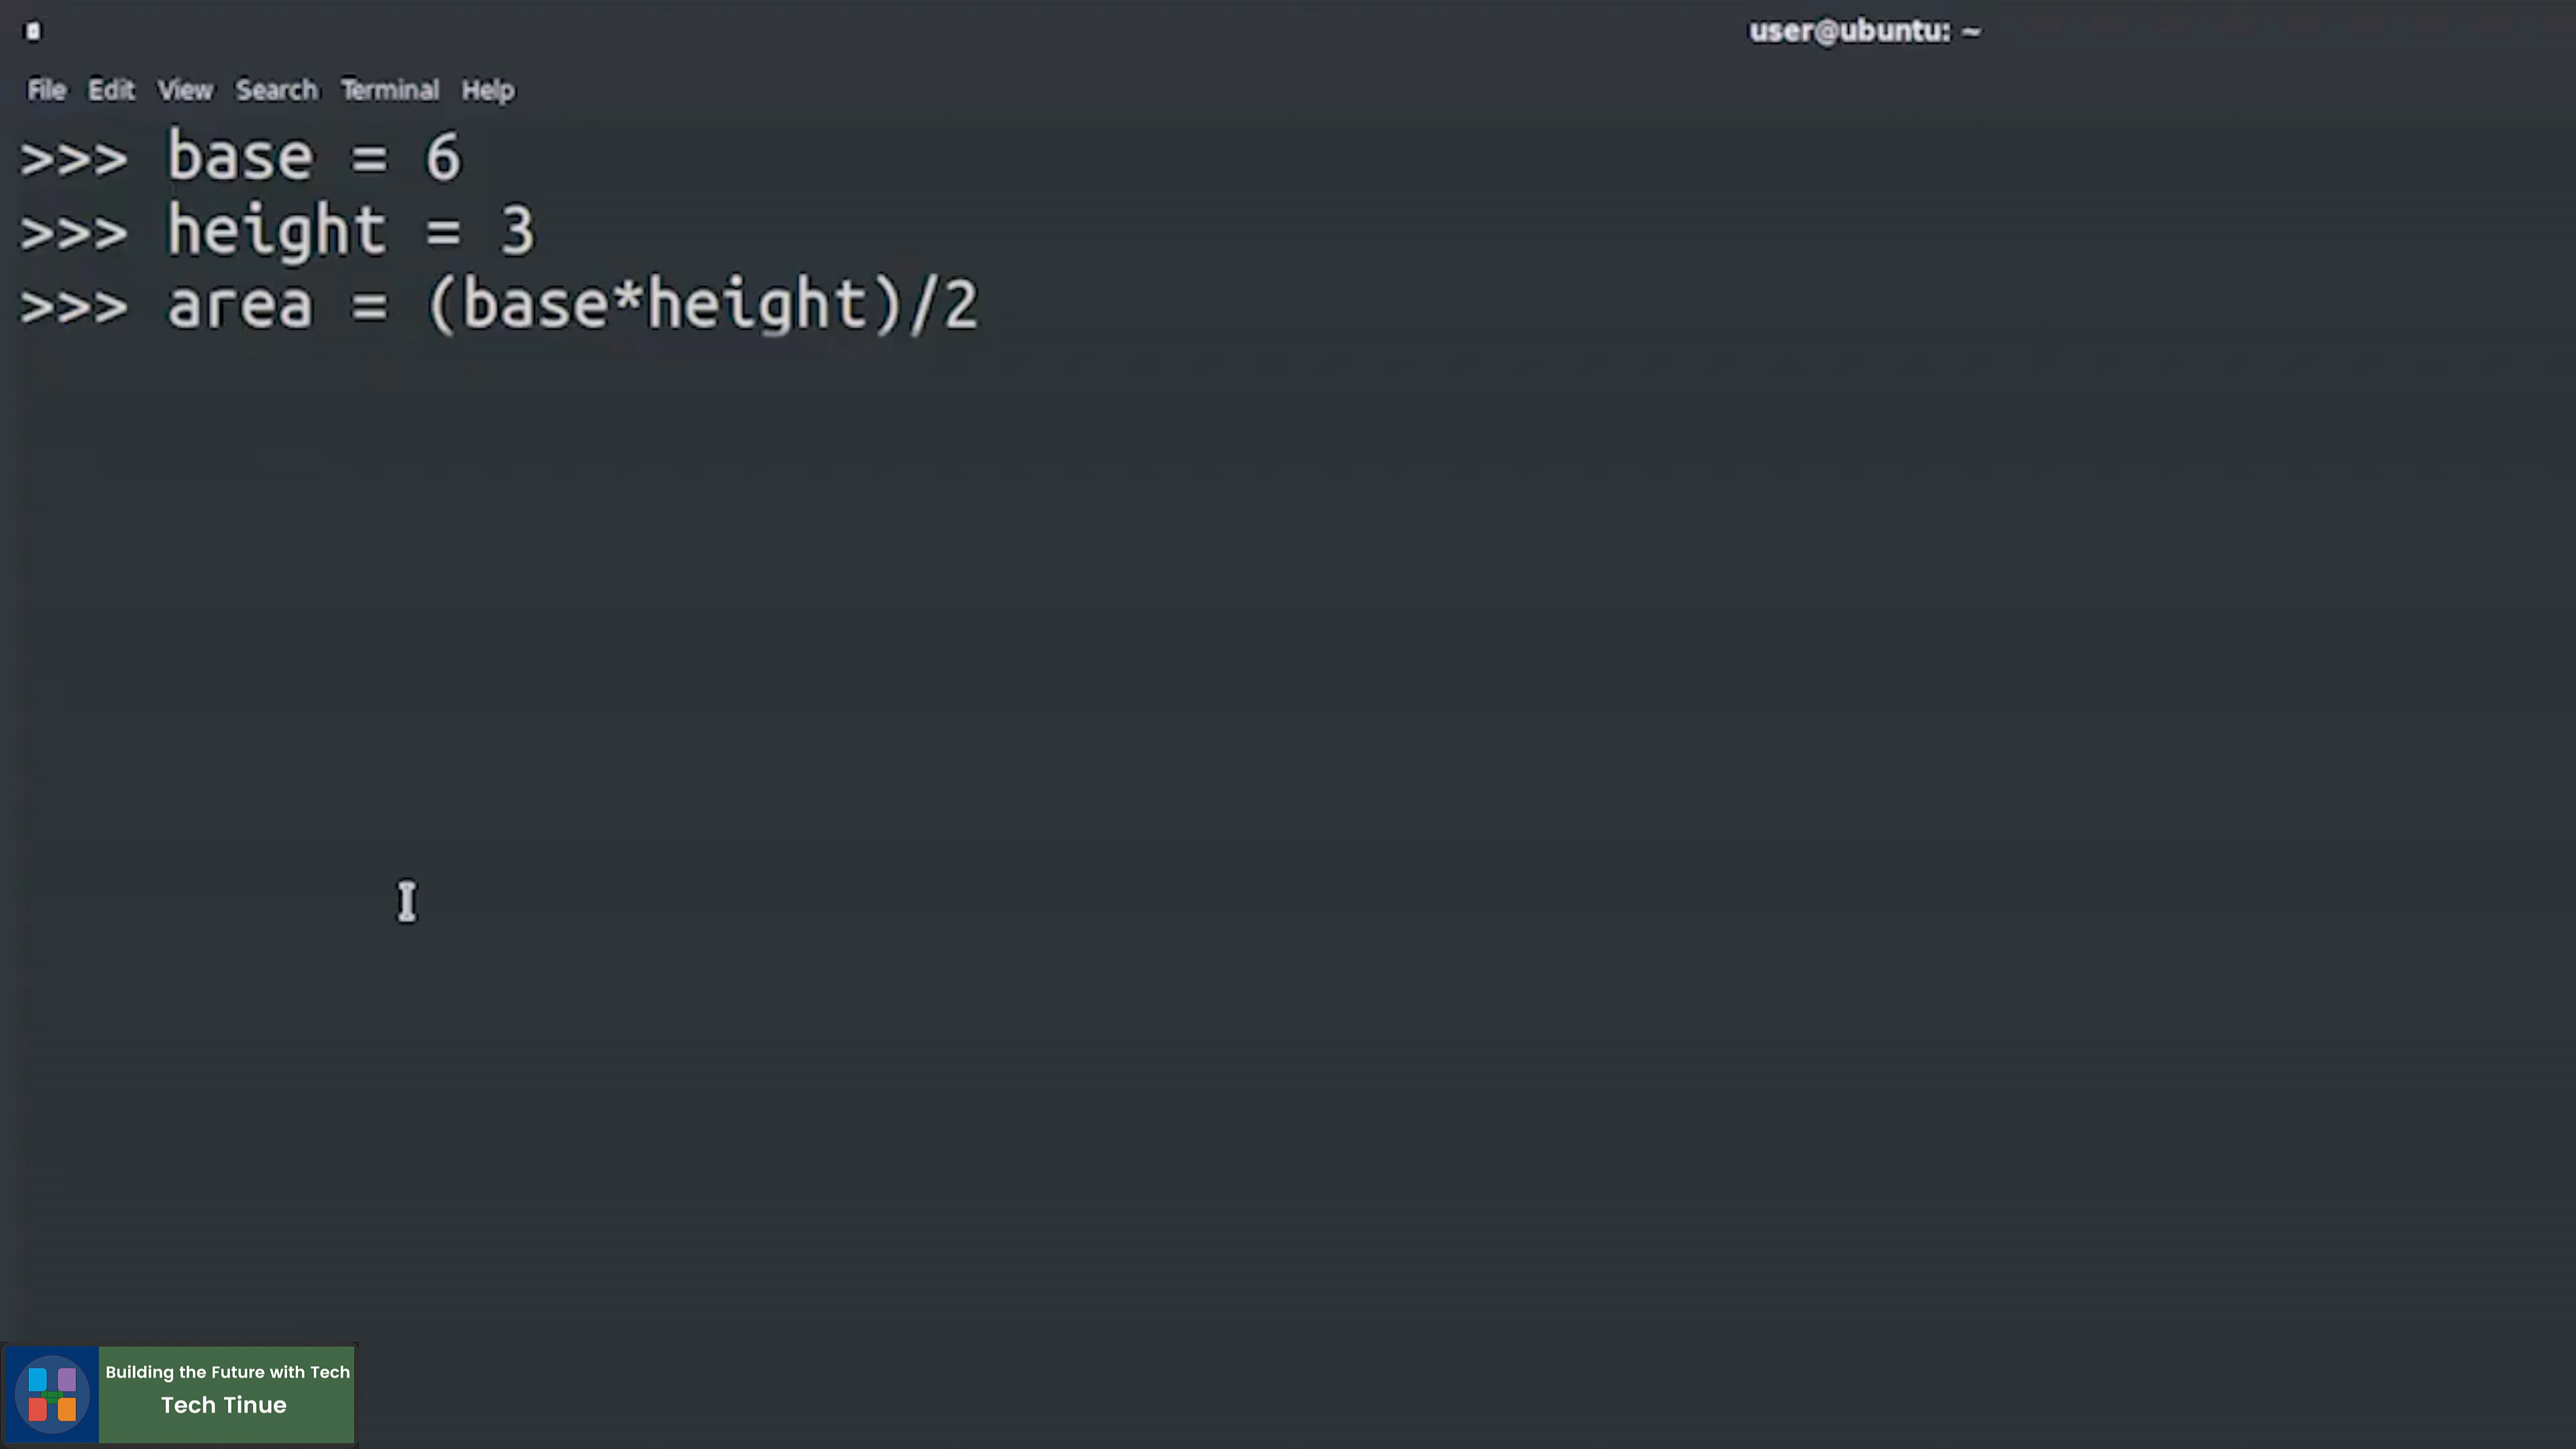 user@ubuntu: ~
File Edit View Search Terminal Help
>>> base = 6
>>> height = 3
>>> area = (base*height)/2
Building the Future with Tech
Tech Tinue